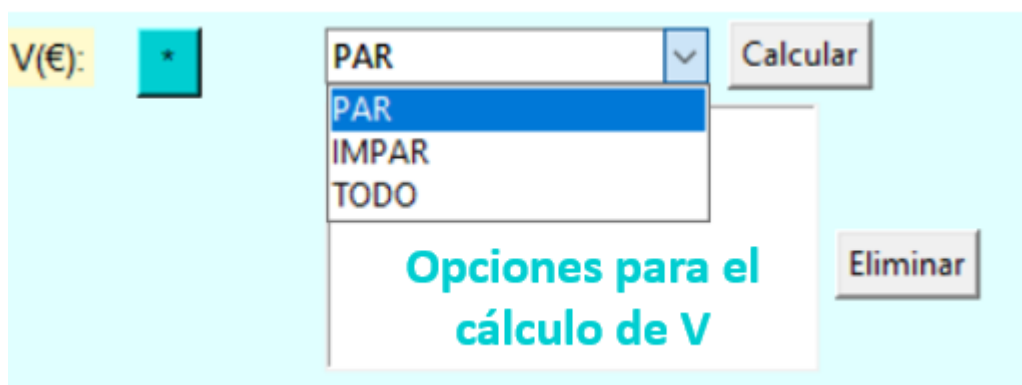 V(€):
*
PAR
Calcular
PAR
IMPAR
TODO
Opciones para el
cálculo de V
Eliminar